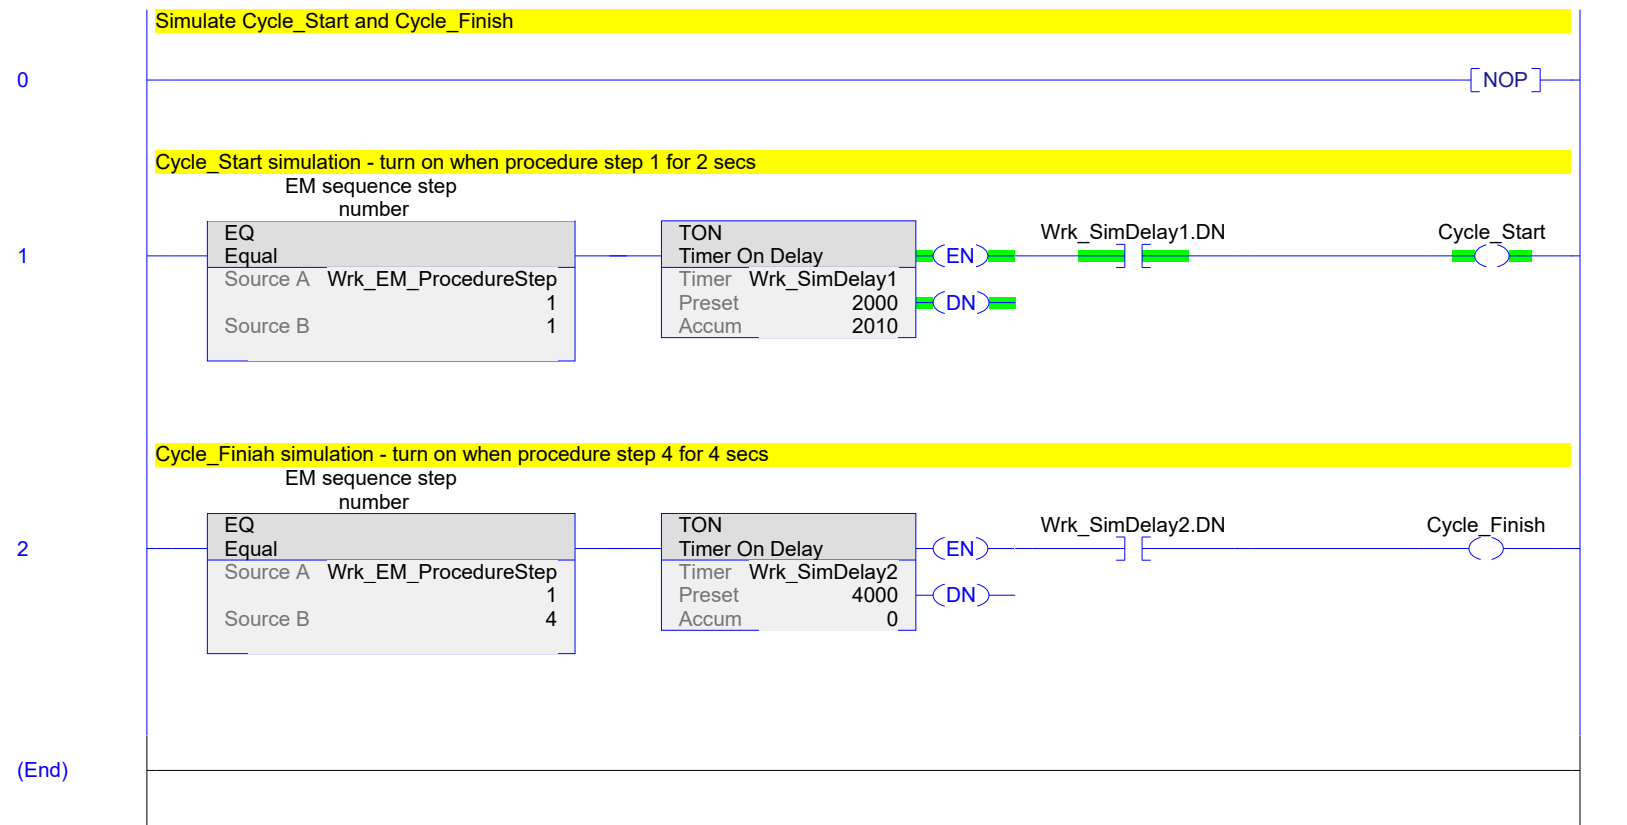 Simulate Cycle_Start and Cycle_Finish
0
NOP
Cycle_Start simulation - turn on when procedure step 1 for 2 secs
EM sequence step
number
1
EQ
Equal
Source A Wrk_EM_ProcedureStep
1
Source B 1
TON
Timer On Delay
Timer Wrk_SimDelay1
Preset 2000
Accum 2010
EN
DN
Wrk_SimDelay1.DN
Cycle_Start
Cycle_Finiah simulation - turn on when procedure step 4 for 4 secs
EM sequence step
number
2
EQ
Equal
Source A Wrk_EM_ProcedureStep
1
Source B 4
TON
Timer On Delay
Timer Wrk_SimDelay2
Preset 4000
Accum 0
EN
DN
Wrk_SimDelay2.DN
Cycle_Finish
(End)